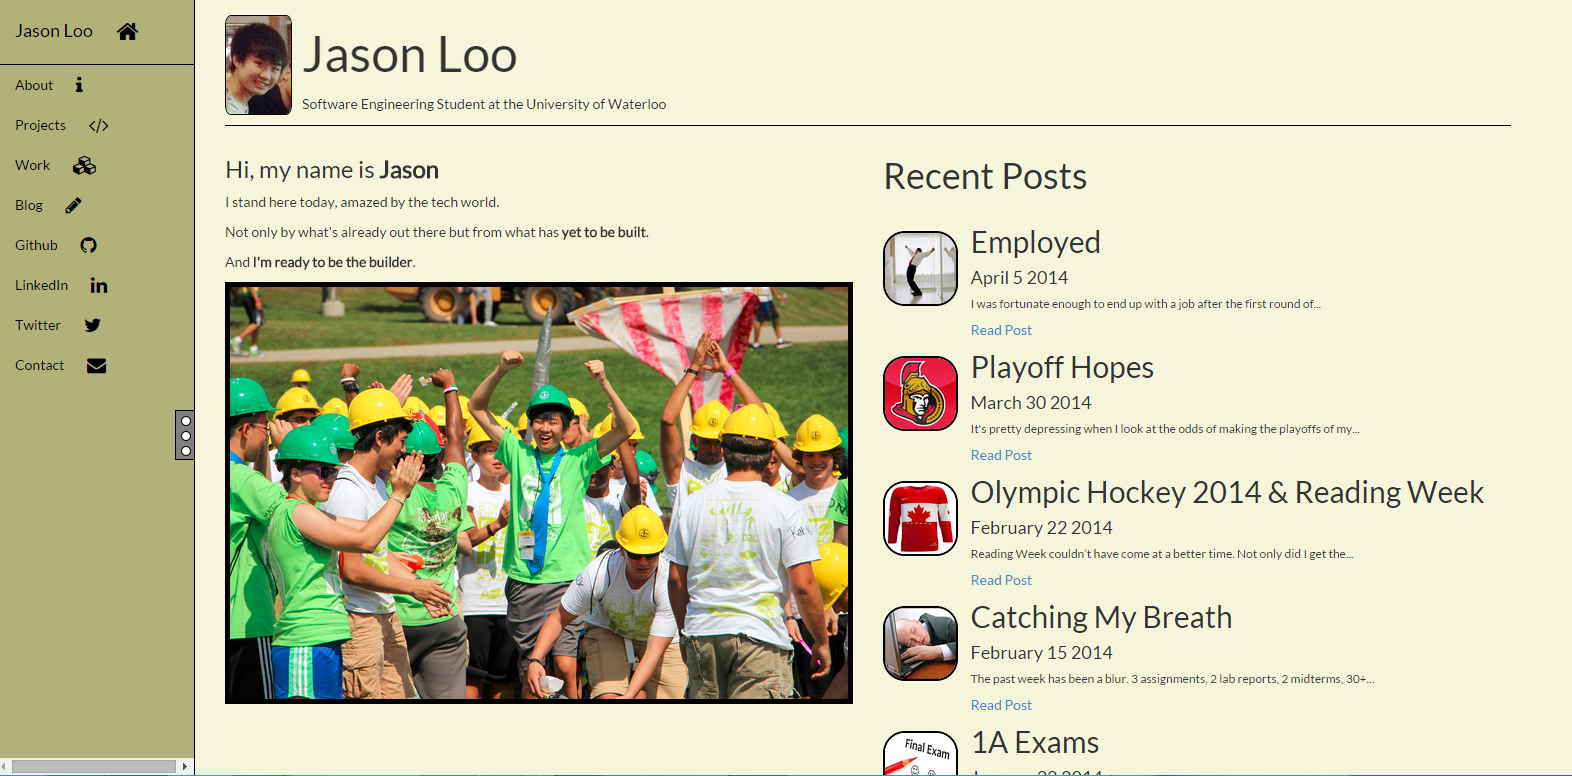 Jason Loo
About
Projects
Work
Blog
Github
LinkedIn
Twitter
Contact
Jason Loo
Software Engineering Student at the University of Waterloo
Hi, my name is Jason
I stand here today, amazed by the tech world.
Not only by what's already out there but from what has yet to be built.
And I'm ready to be the builder.
Recent Posts
Employed
April 5 2014
I was fortunate enough to end up with a job after the first round of...
Read Post
Playoff Hopes
March 30 2014
It's pretty depressing when I look at the odds of making the playoffs of my...
Read Post
Olympic Hockey 2014 & Reading Week
February 22 2014
Reading Week couldn't have come at a better time. Not only did I get the...
Read Post
Catching My Breath
February 15 2014
The past week has been a blur. 3 assignments, 2 lab reports, 2 midterms, 30+...
Read Post
Final Exam
1A Exams